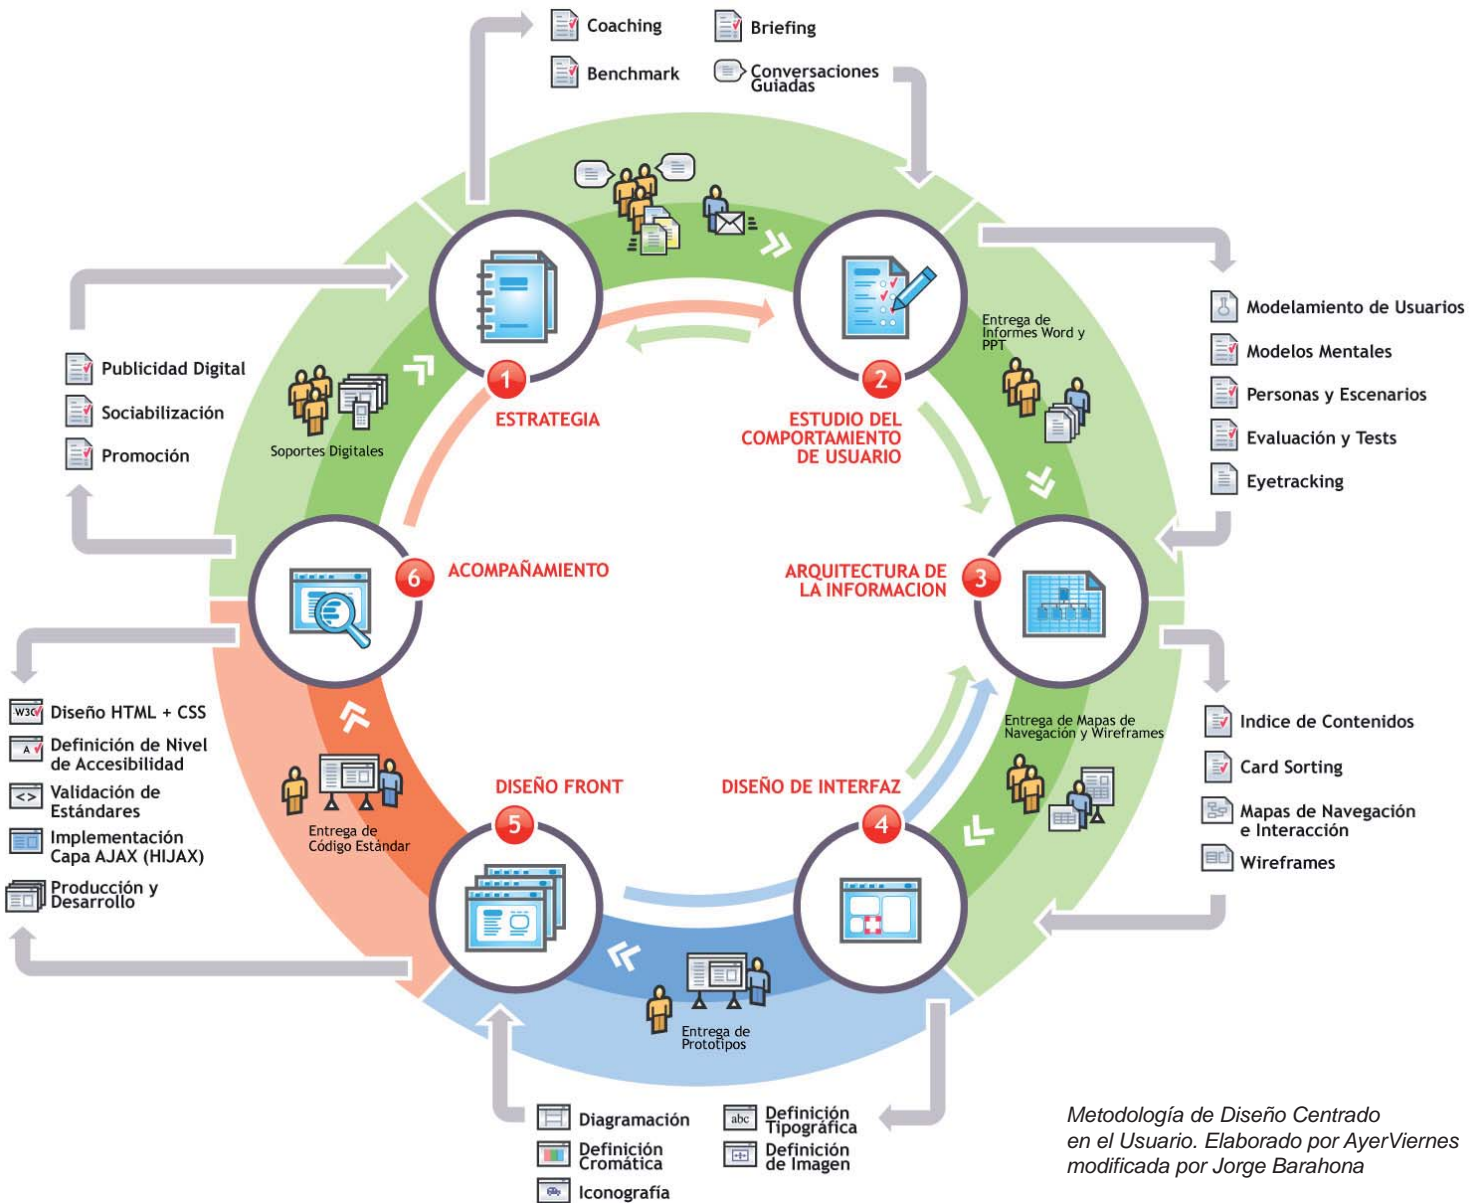 Coaching
Benchmark
Briefing
Conversaciones
Guiadas
1
ESTRATEGIA
2
ESTUDIO DEL
COMPORTAMIENTO
DE USUARIO
Entrega de
Informes Word y
PPT
Modelamiento de Usuarios
Modelos Mentales
Personas y Escenarios
Evaluación y Tests
Eyetracking
3
ARQUITECTURA DE
LA INFORMACION
Entrega de Mapas de
Navegación y Wireframes
Indice de Contenidos
Card Sorting
Mapas de Navegación
e Interacción
Wireframes
4
DISEÑO DE INTERFAZ
Entrega de
Prototipos
Diagramación
Definición
Cromática
Iconografía
abc
Definición
Tipográfica
Definición
de Imagen
5
DISEÑO FRONT
Entrega de
Código Estándar
W3C
Diseño HTML + CSS
A
Definición de Nivel
de Accesibilidad
<>
Validación de
Estándares
Implementación
Capa AJAX (HIJAX)
Producción y
Desarrollo
6
ACOMPAÑAMIENTO
Soportes Digitales
Publicidad Digital
Sociabilización
Promoción
Metodología de Diseño Centrado
en el Usuario. Elaborado por AyerViernes
modificada por Jorge Barahona